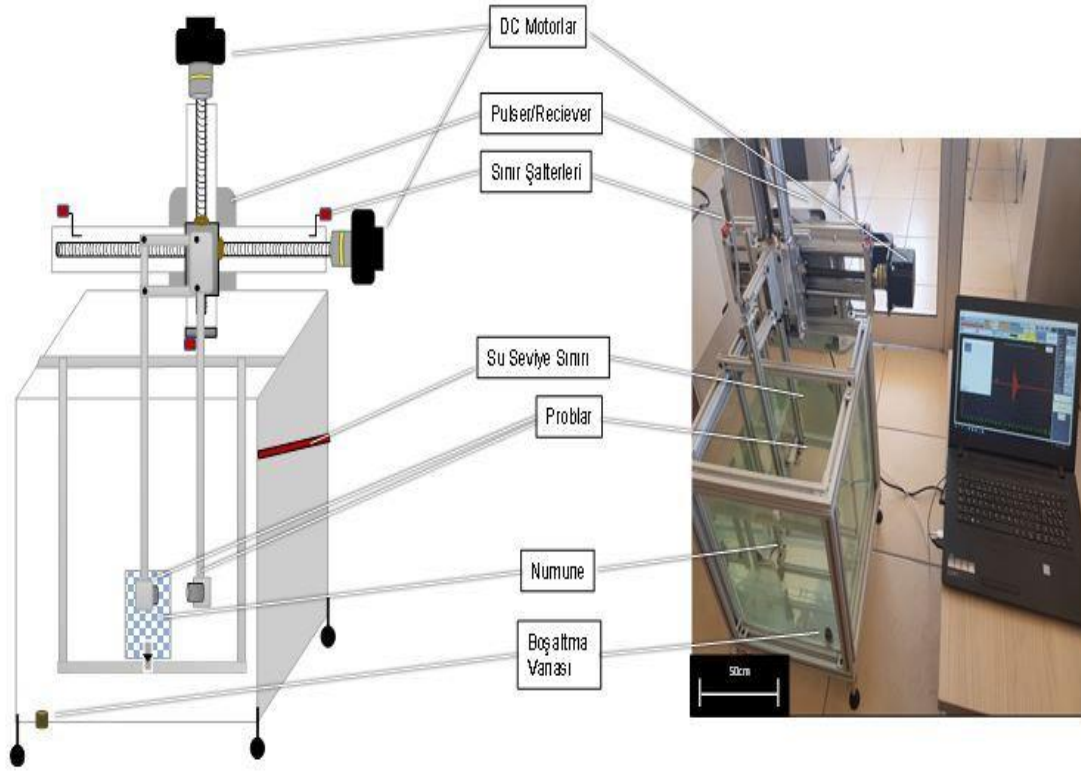 DC Motorlar
Pulser/Reciever
Sınır Şalterleri
Su Seviye Sınırı
Problar
Numune
Boşaltma
Vanası
50cm